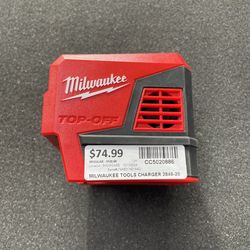 Milwaukee
TOP-OFF
$74.99
CC5020886
MILWAUKEE TOOLS CHARGER 2846-20